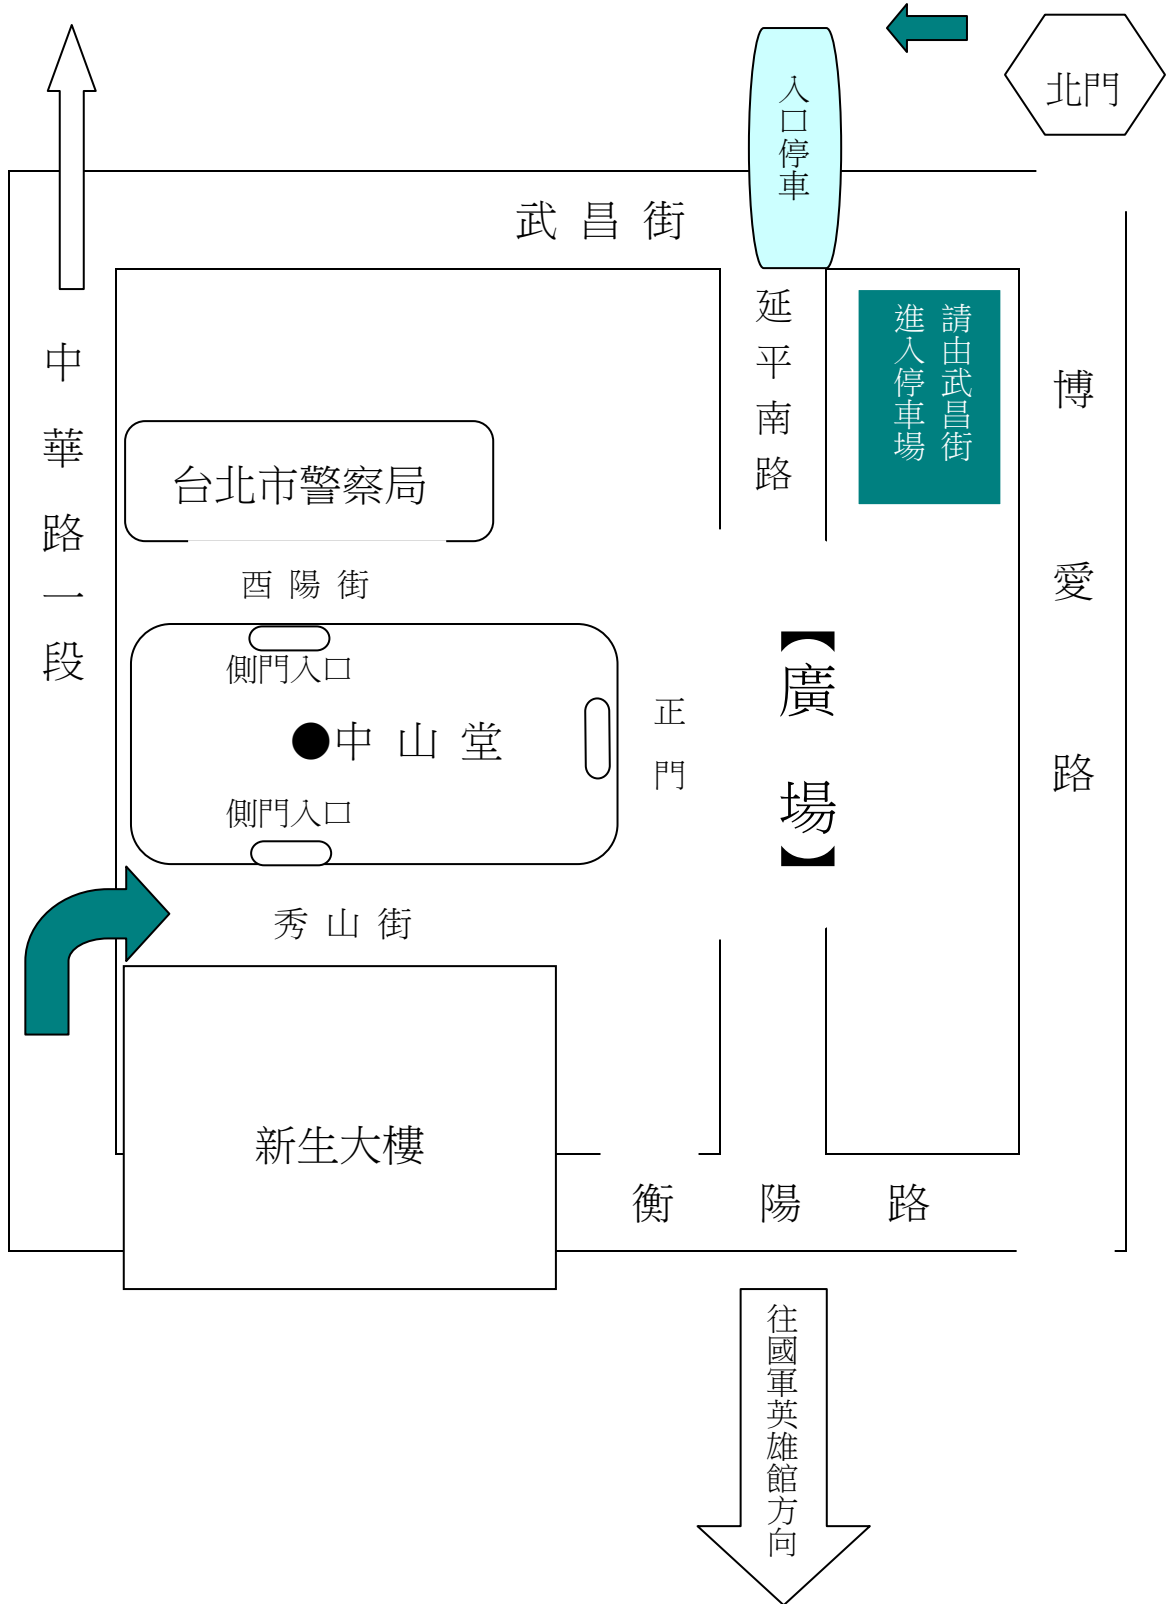 北門
入口停車
武昌街
延平南路
請由武昌街
進入停車場
中華路一段
博愛路
台北市警察局
酉陽街
側門入口
●中山堂
正門
【廣場】
側門入口
秀山街
新生大樓
衡陽路
往國軍英雄館方向